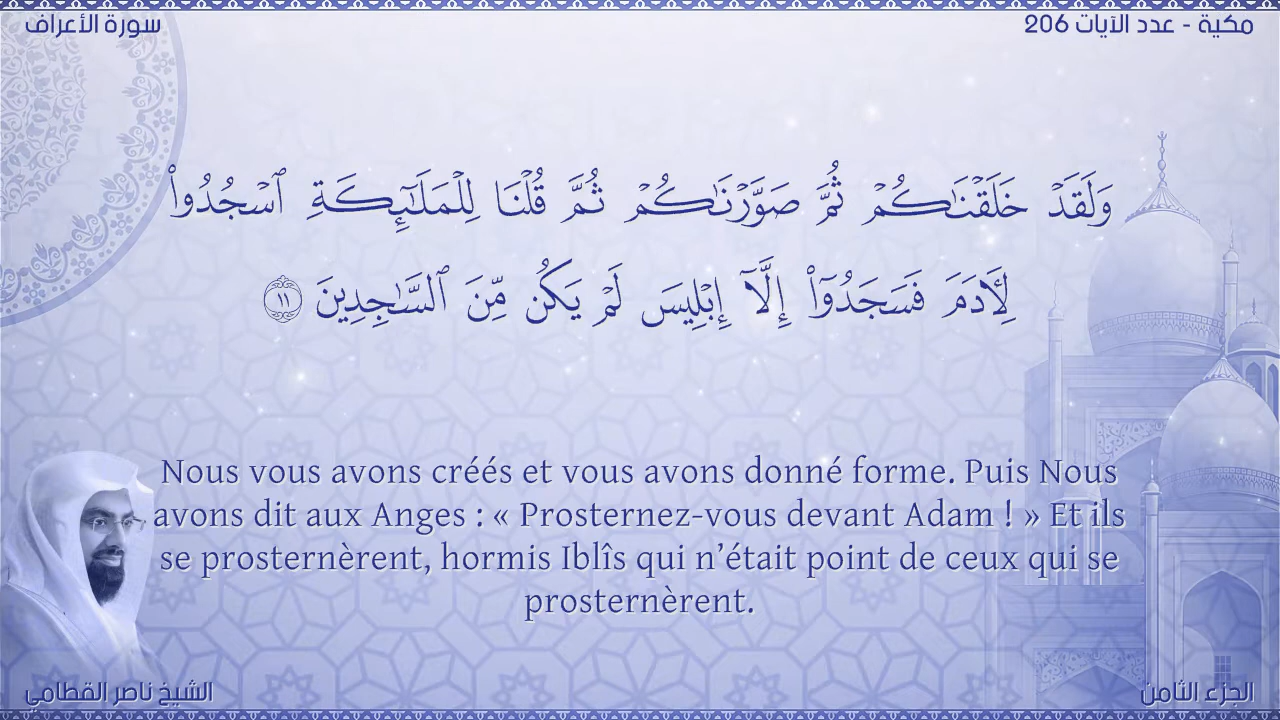 سورة الأعراف
مكية - عدد الآيات 206
وَلَقَدْ خَلَقْنَـٰكُمْ ثُمَّ صَوَّرْنَـٰكُمْ ثُمَّ قُلْنَا لِلْمَلَـٰٓئِكَةِ ٱسْجُدُوا۟
لِـَٔادَمَ فَسَجَدُوٓا۟ إِلَّآ إِبْلِيسَ لَمْ يَكُن مِّنَ ٱلسَّـٰجِدِينَ ١١
Nous vous avons créés et vous avons donné forme. Puis Nous
avons dit aux Anges : « Prosternez-vous devant Adam ! » Et ils
se prosternèrent, hormis Iblîs qui n’était point de ceux qui se
prosternèrent.
الشيخ ناصر القطامي
الجزء الثامن